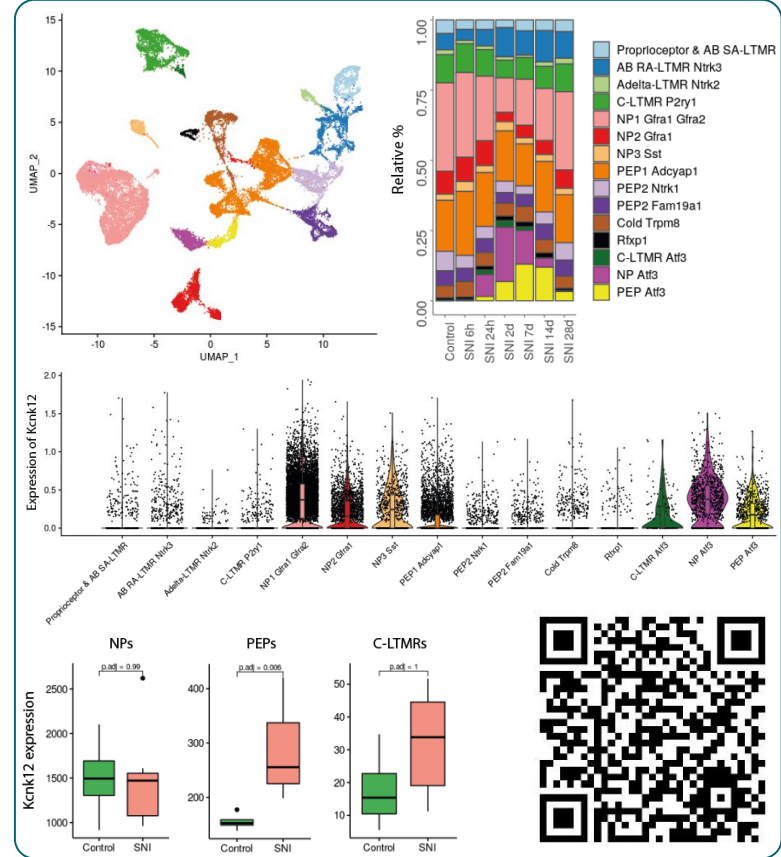 15
10
5
0
-5
-10
-15
UMAP_2
-10
0
10
UMAP_1
1.00
0.75
0.50
0.25
0.00
Relative %
Control
SNI 6h
SNI 24h
SNI 2d
SNI 7d
SNI 14d
SNI 28d
Proprioceptor & AB SA-LTMR
AB RA-LTMR Ntrk3
Adelta-LTMR Ntrk2
C-LTMR P2ry1
NP1 Gfra1 Gfra2
NP2 Gfra1
NP3 Sst
PEP1 Adcyap1
PEP2 Ntrk1
PEP2 Fam19a1
Cold Trpm8
Rfxp1
C-LTMR Atf3
NP Atf3
PEP Atf3
Expression of Kcnk12
2.0
1.5
1.0
0.5
0.0
Proprioceptor & AB SA-LTMR
AB RA-LTMR Ntrk3
Adelta-LTMR Ntrk2
C-LTMR P2ry1
NP1 Gfra1 Gfra2
NP2 Gfra1
NP3 Sst
PEP1 Adcyap1
PEP2 Ntrk1
PEP2 Fam19a1
Cold Trpm8
Rfxp1
C-LTMR Atf3
NP Atf3
PEP Atf3
Kcnk12 expression
NPs
p.adj = 0.99
2500
2000
1500
1000
Control
SNI
PEPs
p.adj = 0.006
400
300
200
Control
SNI
C-LTMRs
p.adj = 1
50
40
30
20
10
Control
SNI